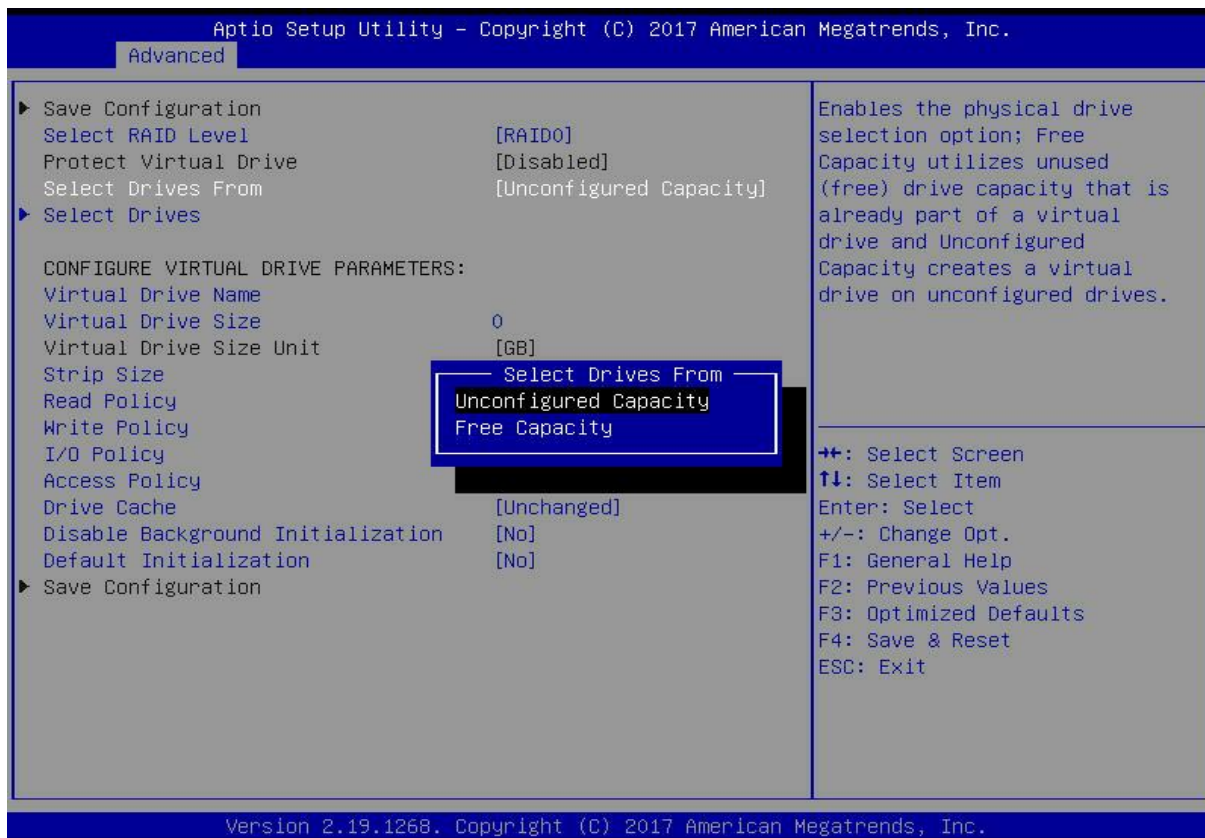 Aptio Setup Utility – Copyright (C) 2017 American Megatrends, Inc.
Advanced
Save Configuration
Select RAID Level [RAID0]
Protect Virtual Drive [Disabled]
Select Drives From [Unconfigured Capacity]
Select Drives
CONFIGURE VIRTUAL DRIVE PARAMETERS:
Virtual Drive Name
Virtual Drive Size 0
Virtual Drive Size Unit [GB]
Strip Size
Read Policy
Write Policy
I/O Policy
Access Policy
Drive Cache [Unchanged]
Disable Background Initialization [No]
Default Initialization [No]
Save Configuration
Select Drives From
Unconfigured Capacity
Free Capacity
Enables the physical drive
selection option; Free
Capacity utilizes unused
(free) drive capacity that is
already part of a virtual
drive and Unconfigured
Capacity creates a virtual
drive on unconfigured drives.
→←: Select Screen
↑↓: Select Item
Enter: Select
+/-: Change Opt.
F1: General Help
F2: Previous Values
F3: Optimized Defaults
F4: Save & Reset
ESC: Exit
Version 2.19.1268. Copyright (C) 2017 American Megatrends, Inc.